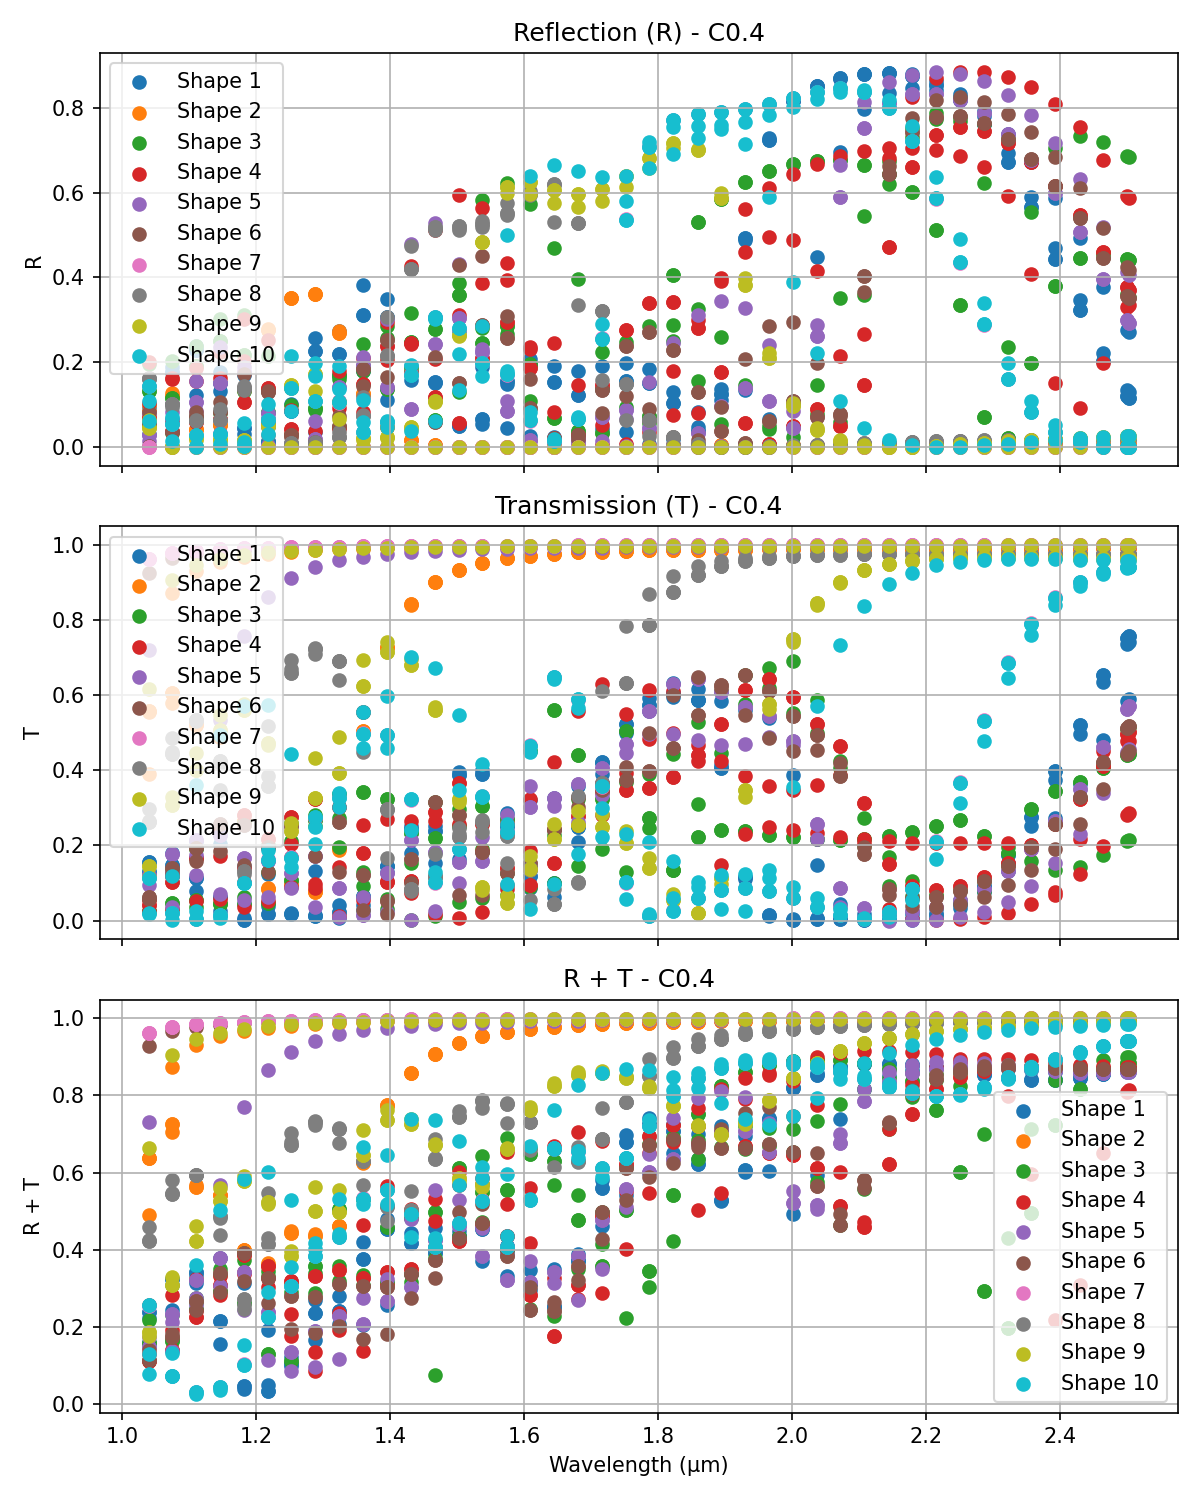 Reflection (R) - C0.4
R
0.8
0.6
0.4
0.2
0.0
Shape 1
Shape 2
Shape 3
Shape 4
Shape 5
Shape 6
Shape 7
Shape 8
Shape 9
Shape 10
Transmission (T) - C0.4
T
1.0
0.8
0.6
0.4
0.2
0.0
Shape 1
Shape 2
Shape 3
Shape 4
Shape 5
Shape 6
Shape 7
Shape 8
Shape 9
Shape 10
R + T - C0.4
R + T
1.0
0.8
0.6
0.4
0.2
0.0
Shape 1
Shape 2
Shape 3
Shape 4
Shape 5
Shape 6
Shape 7
Shape 8
Shape 9
Shape 10
1.0 1.2 1.4 1.6 1.8 2.0 2.2 2.4
Wavelength (μm)